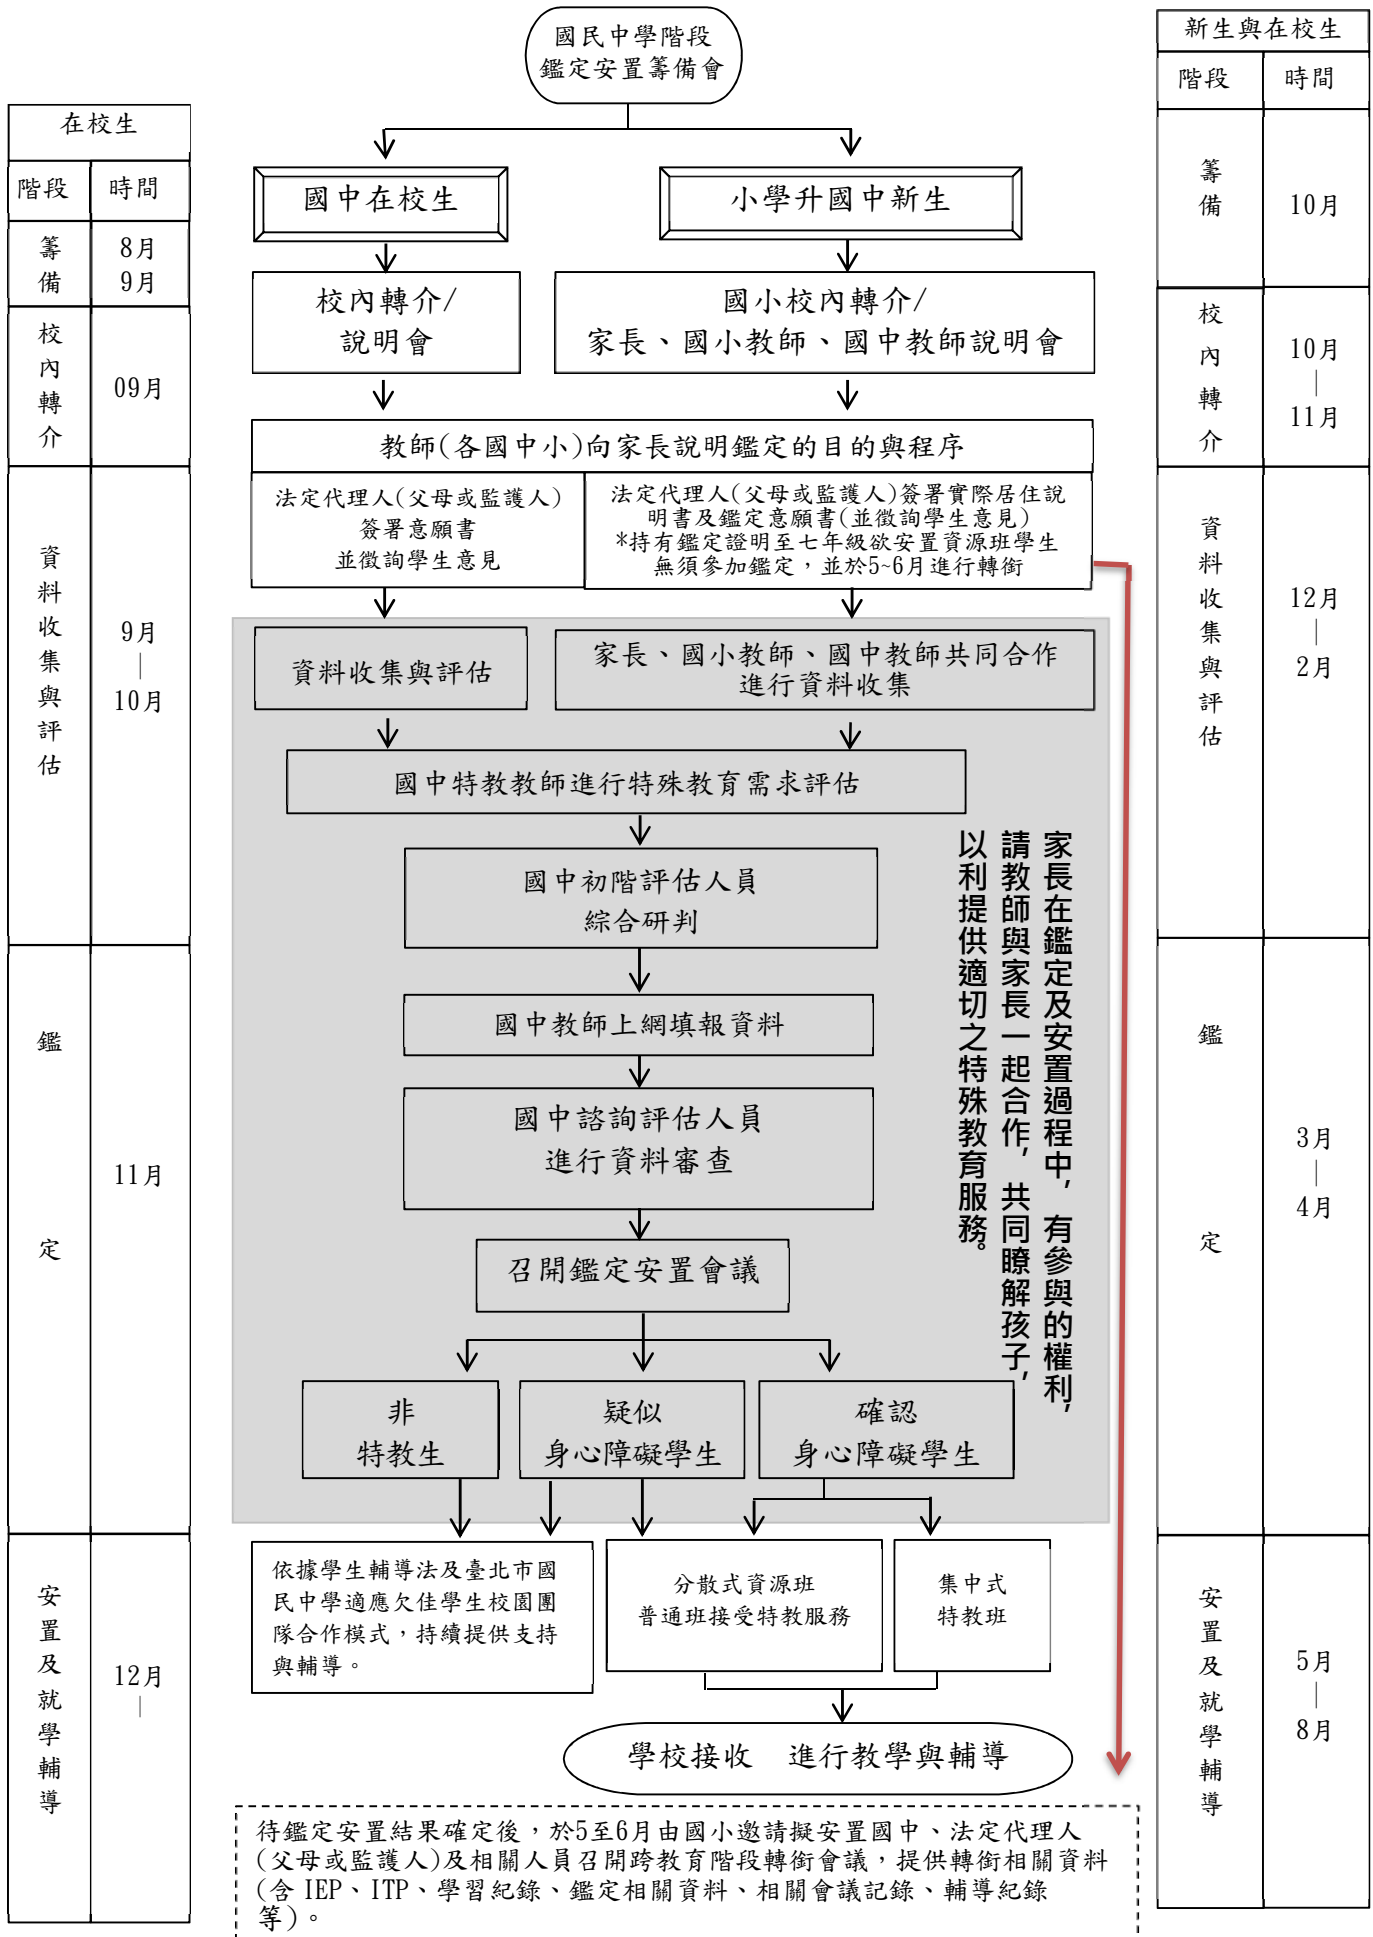 國民中學階段
鑑定安置籌備會
在校生
階段
時間
籌
備
8月
9月
校
內
轉
介
09月
資
料
收
集
與
評
估
9月
|
10月
鑑
定
11月
安
置
及
就
學
輔
導
12月
|
國中在校生
小學升國中新生
校內轉介/
說明會
國小校內轉介/
家長、國小教師、國中教師說明會
教師(各國中小)向家長說明鑑定的目的與程序
法定代理人(父母或監護人)
簽署意願書
並徵詢學生意見
法定代理人(父母或監護人)簽署實際居住說
明書及鑑定意願書(並徵詢學生意見)
*持有鑑定證明至七年級欲安置資源班學生
無須參加鑑定，並於5~6月進行轉銜
資料收集與評估
家長、國小教師、國中教師共同合作
進行資料收集
國中特教教師進行特殊教育需求評估
國中初階評估人員
綜合研判
國中教師上網填報資料
國中諮詢評估人員
進行資料審查
召開鑑定安置會議
家長在鑑定及安置過程中，有參與的權利，
請教師與家長一起合作，共同瞭解孩子，
以利提供適切之特殊教育服務。
非
特教生
疑似
身心障礙學生
確認
身心障礙學生
依據學生輔導法及臺北市國
民中學適應欠佳學生校園團
隊合作模式，持續提供支持
與輔導。
分散式資源班
普通班接受特教服務
集中式
特教班
學校接收　進行教學與輔導
待鑑定安置結果確定後，於5至6月由國小邀請擬安置國中、法定代理人
(父母或監護人)及相關人員召開跨教育階段轉銜會議，提供轉銜相關資料
(含 IEP、ITP、學習紀錄、鑑定相關資料、相關會議記錄、輔導紀錄
等)。
新生與在校生
階段
時間
籌
備
10月
校
內
轉
介
10月
|
11月
資
料
收
集
與
評
估
12月
|
2月
鑑
定
3月
|
4月
安
置
及
就
學
輔
導
5月
|
8月